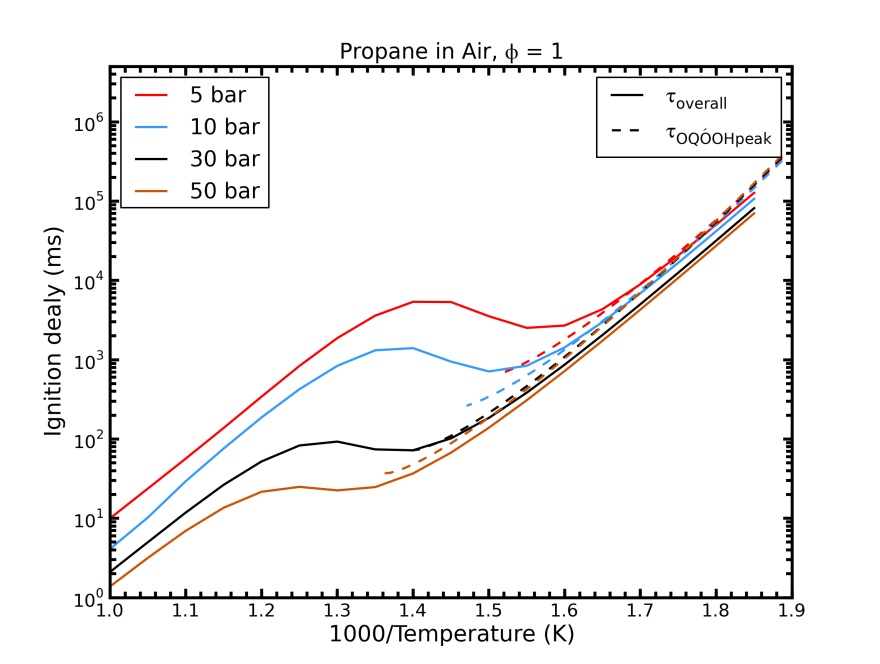 Propane in Air, ϕ = 1
5 bar
10 bar
30 bar
50 bar
τoverall
τOQÓOHpeak
Ignition dealy (ms)
10⁶
10⁵
10⁴
10³
10²
10¹
10⁰
1.0 1.1 1.2 1.3 1.4 1.5 1.6 1.7 1.8 1.9
1000/Temperature (K)